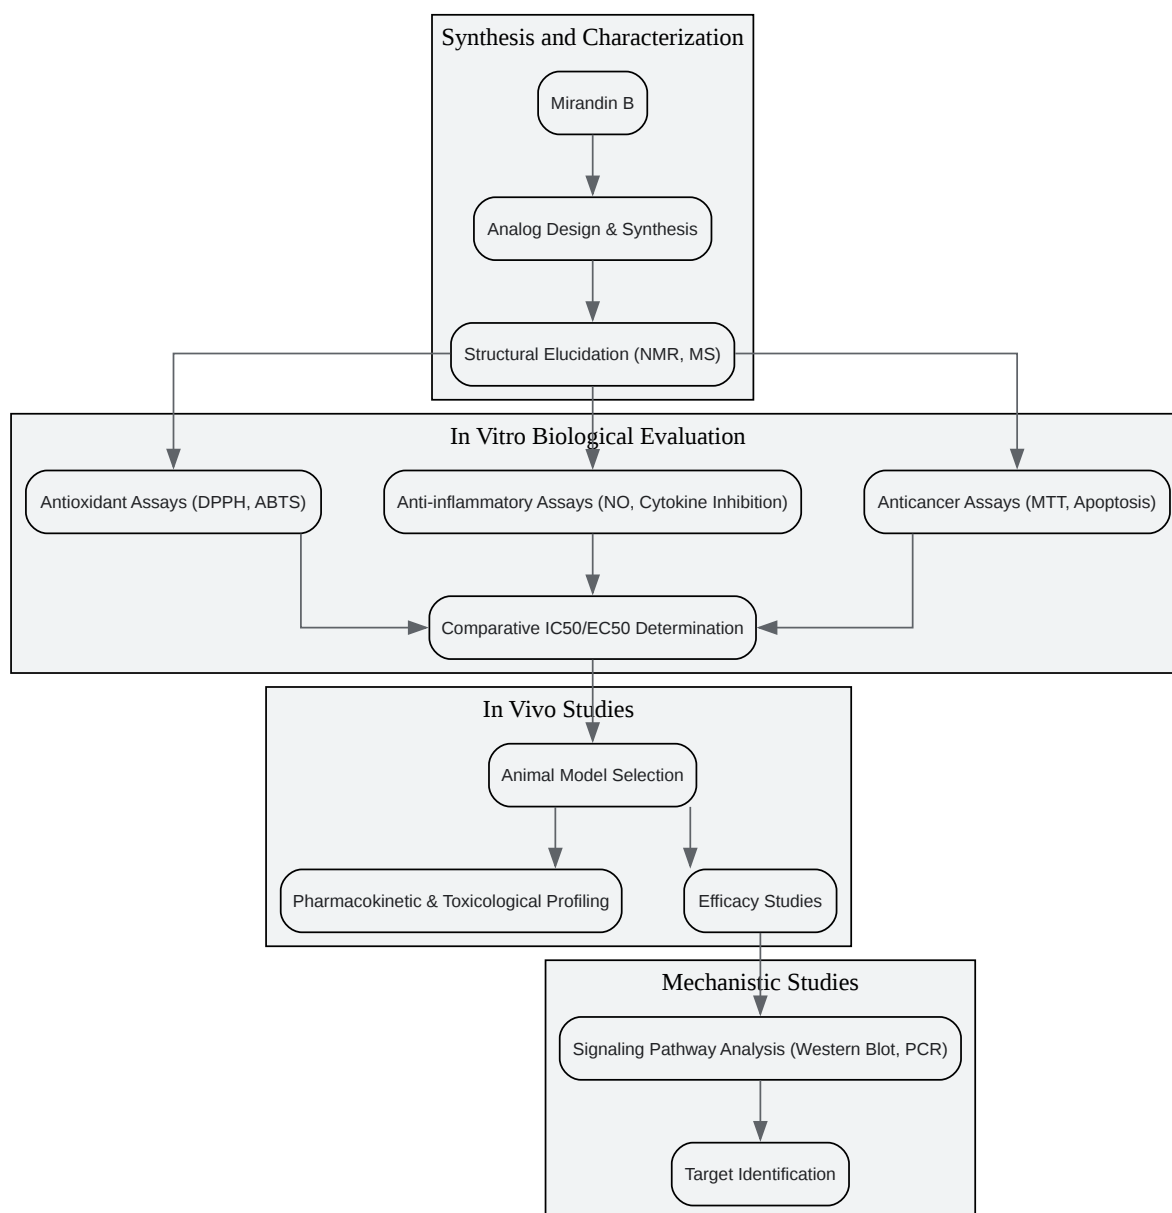 Synthesis and Characterization
Mirandin B
Analog Design & Synthesis
Structural Elucidation (NMR, MS)
In Vitro Biological Evaluation
Antioxidant Assays (DPPH, ABTS)
Anti-inflammatory Assays (NO, Cytokine Inhibition)
Anticancer Assays (MTT, Apoptosis)
Comparative IC50/EC50 Determination
In Vivo Studies
Animal Model Selection
Pharmacokinetic & Toxicological Profiling
Efficacy Studies
Mechanistic Studies
Signaling Pathway Analysis (Western Blot, PCR)
Target Identification